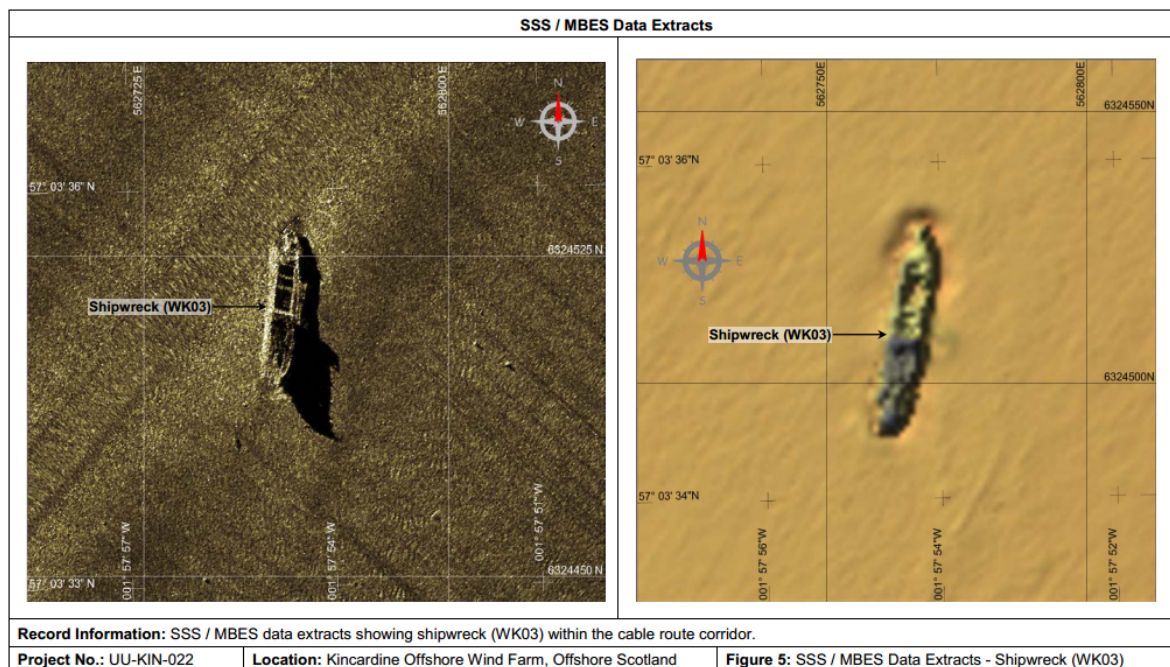 SSS / MBES Data Extracts
562725 E
562800 E
N
W
E
S
57° 03' 36" N
6324525 N
Shipwreck (WK03)
57° 03' 33" N
001° 57' 57" W
001° 57' 54" W
001° 57' 51" W
6324450 N
562750 E
562800 E
6324550N
57° 03' 36"N
N
W
E
S
Shipwreck (WK03)
6324500N
57° 03' 34"N
001° 57' 56" W
001° 57' 54" W
001° 57' 52" W
Record Information: SSS / MBES data extracts showing shipwreck (WK03) within the cable route corridor.
Project No.: UU-KIN-022
Location: Kincardine Offshore Wind Farm, Offshore Scotland
Figure 5: SSS / MBES Data Extracts - Shipwreck (WK03)